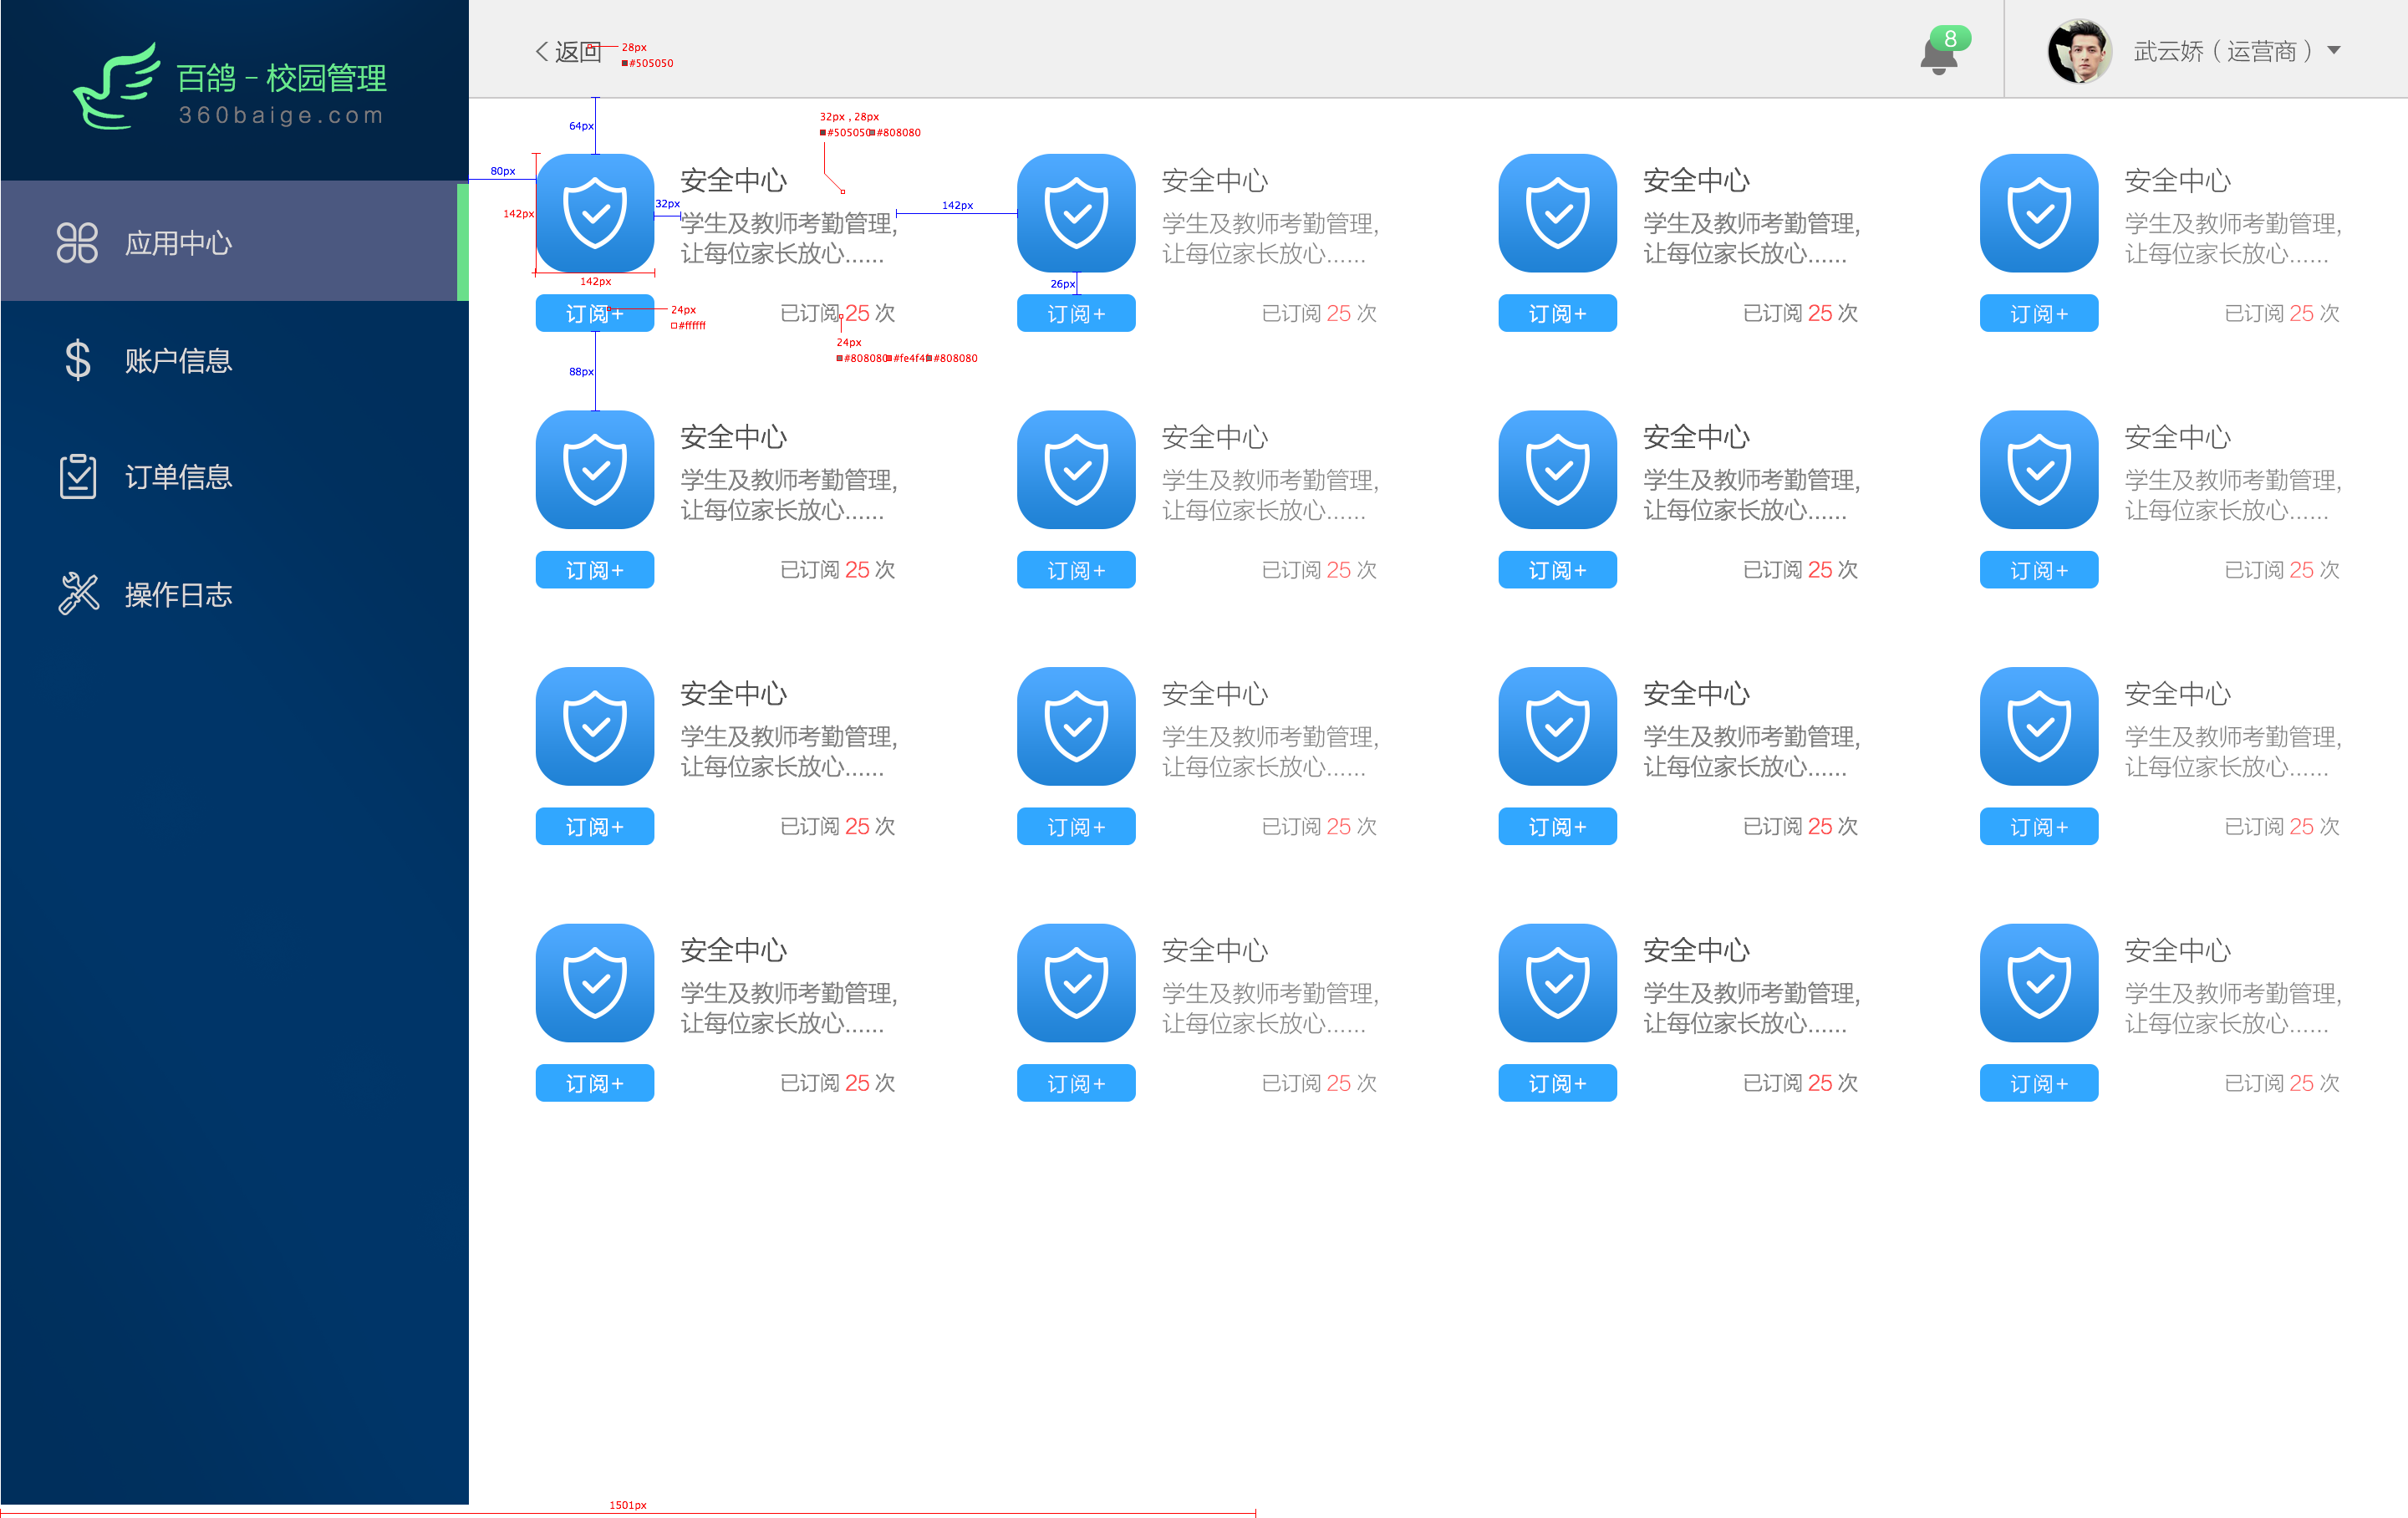 百鸽－校园管理
360baige.com
应用中心
账户信息
订单信息
操作日志
返回
28px
#505050
8
武云娇（运营商）
64px
32px , 28px
#505050 #808080
80px
142px
32px
142px
142px
26px
24px
#ffffff
24px
#808080 #fe4f4 #808080
88px
安全中心
学生及教师考勤管理,
让每位家长放心......
订阅+
已订阅 25 次
安全中心
学生及教师考勤管理,
让每位家长放心......
订阅+
已订阅 25 次
安全中心
学生及教师考勤管理,
让每位家长放心......
订阅+
已订阅 25 次
安全中心
学生及教师考勤管理,
让每位家长放心......
订阅+
已订阅 25 次
安全中心
学生及教师考勤管理,
让每位家长放心......
订阅+
已订阅 25 次
安全中心
学生及教师考勤管理,
让每位家长放心......
订阅+
已订阅 25 次
安全中心
学生及教师考勤管理,
让每位家长放心......
订阅+
已订阅 25 次
安全中心
学生及教师考勤管理,
让每位家长放心......
订阅+
已订阅 25 次
安全中心
学生及教师考勤管理,
让每位家长放心......
订阅+
已订阅 25 次
安全中心
学生及教师考勤管理,
让每位家长放心......
订阅+
已订阅 25 次
安全中心
学生及教师考勤管理,
让每位家长放心......
订阅+
已订阅 25 次
安全中心
学生及教师考勤管理,
让每位家长放心......
订阅+
已订阅 25 次
安全中心
学生及教师考勤管理,
让每位家长放心......
订阅+
已订阅 25 次
安全中心
学生及教师考勤管理,
让每位家长放心......
订阅+
已订阅 25 次
安全中心
学生及教师考勤管理,
让每位家长放心......
订阅+
已订阅 25 次
安全中心
学生及教师考勤管理,
让每位家长放心......
订阅+
已订阅 25 次
1501px